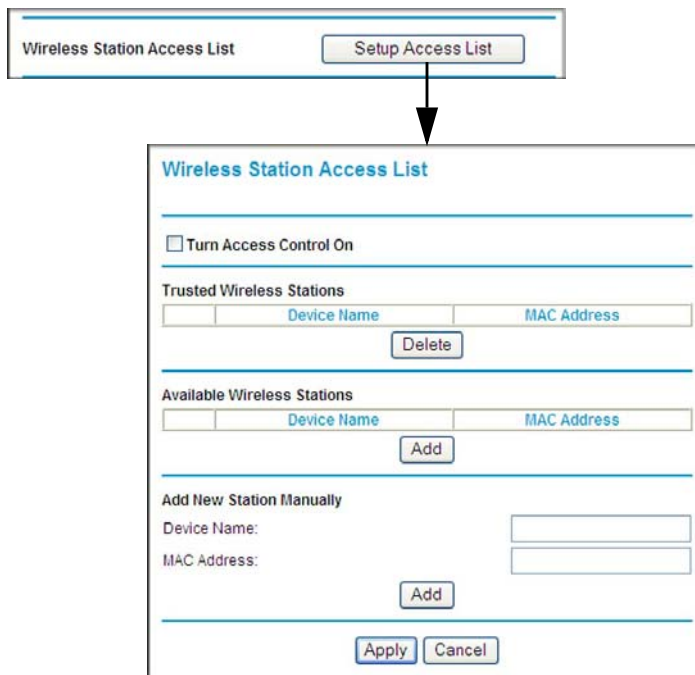 Wireless Station Access List Setup Access List
Wireless Station Access List
Turn Access Control On
Trusted Wireless Stations
Device Name MAC Address
Delete
Available Wireless Stations
Device Name MAC Address
Add
Add New Station Manually
Device Name:
MAC Address:
Add
Apply Cancel